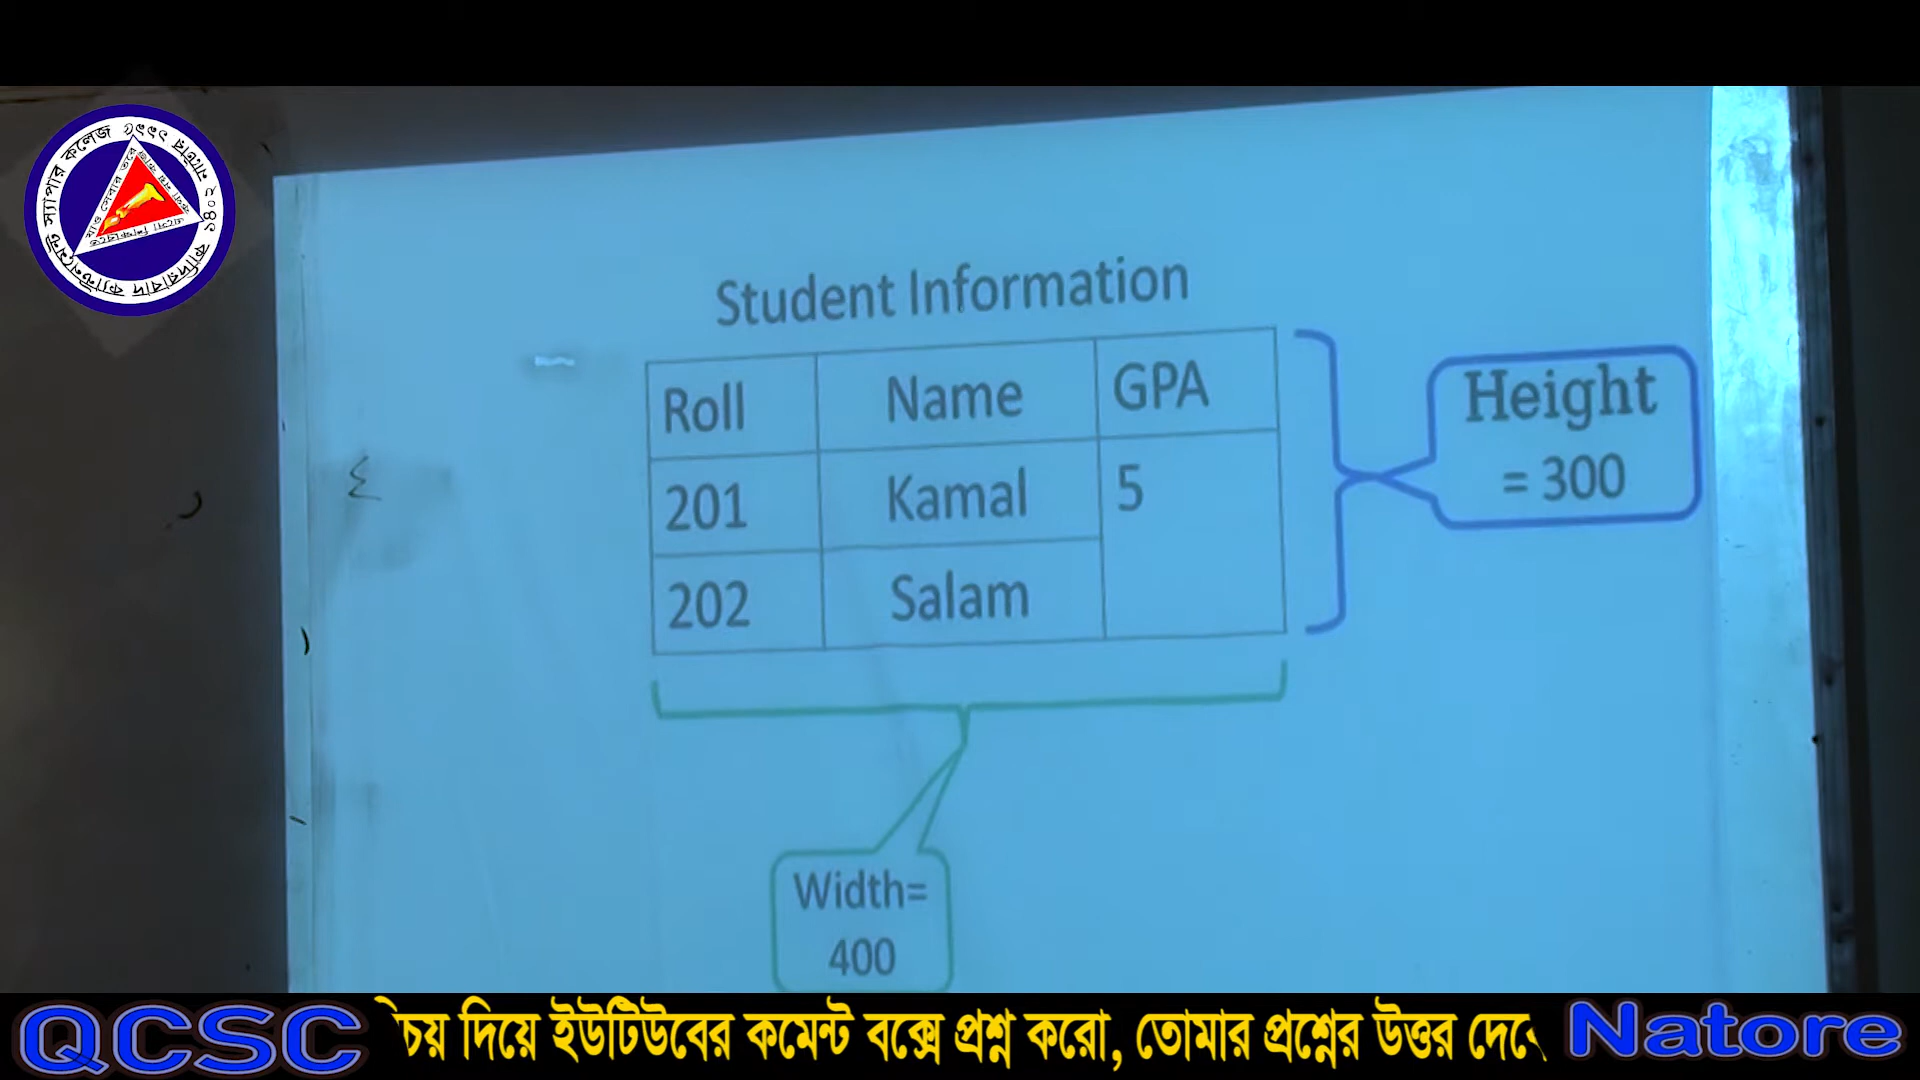 Student Information
Roll Name GPA
201 Kamal 5
202 Salam
Height
= 300
Width=
400
QCSC
চয় দিয়ে ইউটিউবের কমেন্ট বক্সে প্রশ্ন করো, তোমার প্রশ্নের উত্তর
Natore